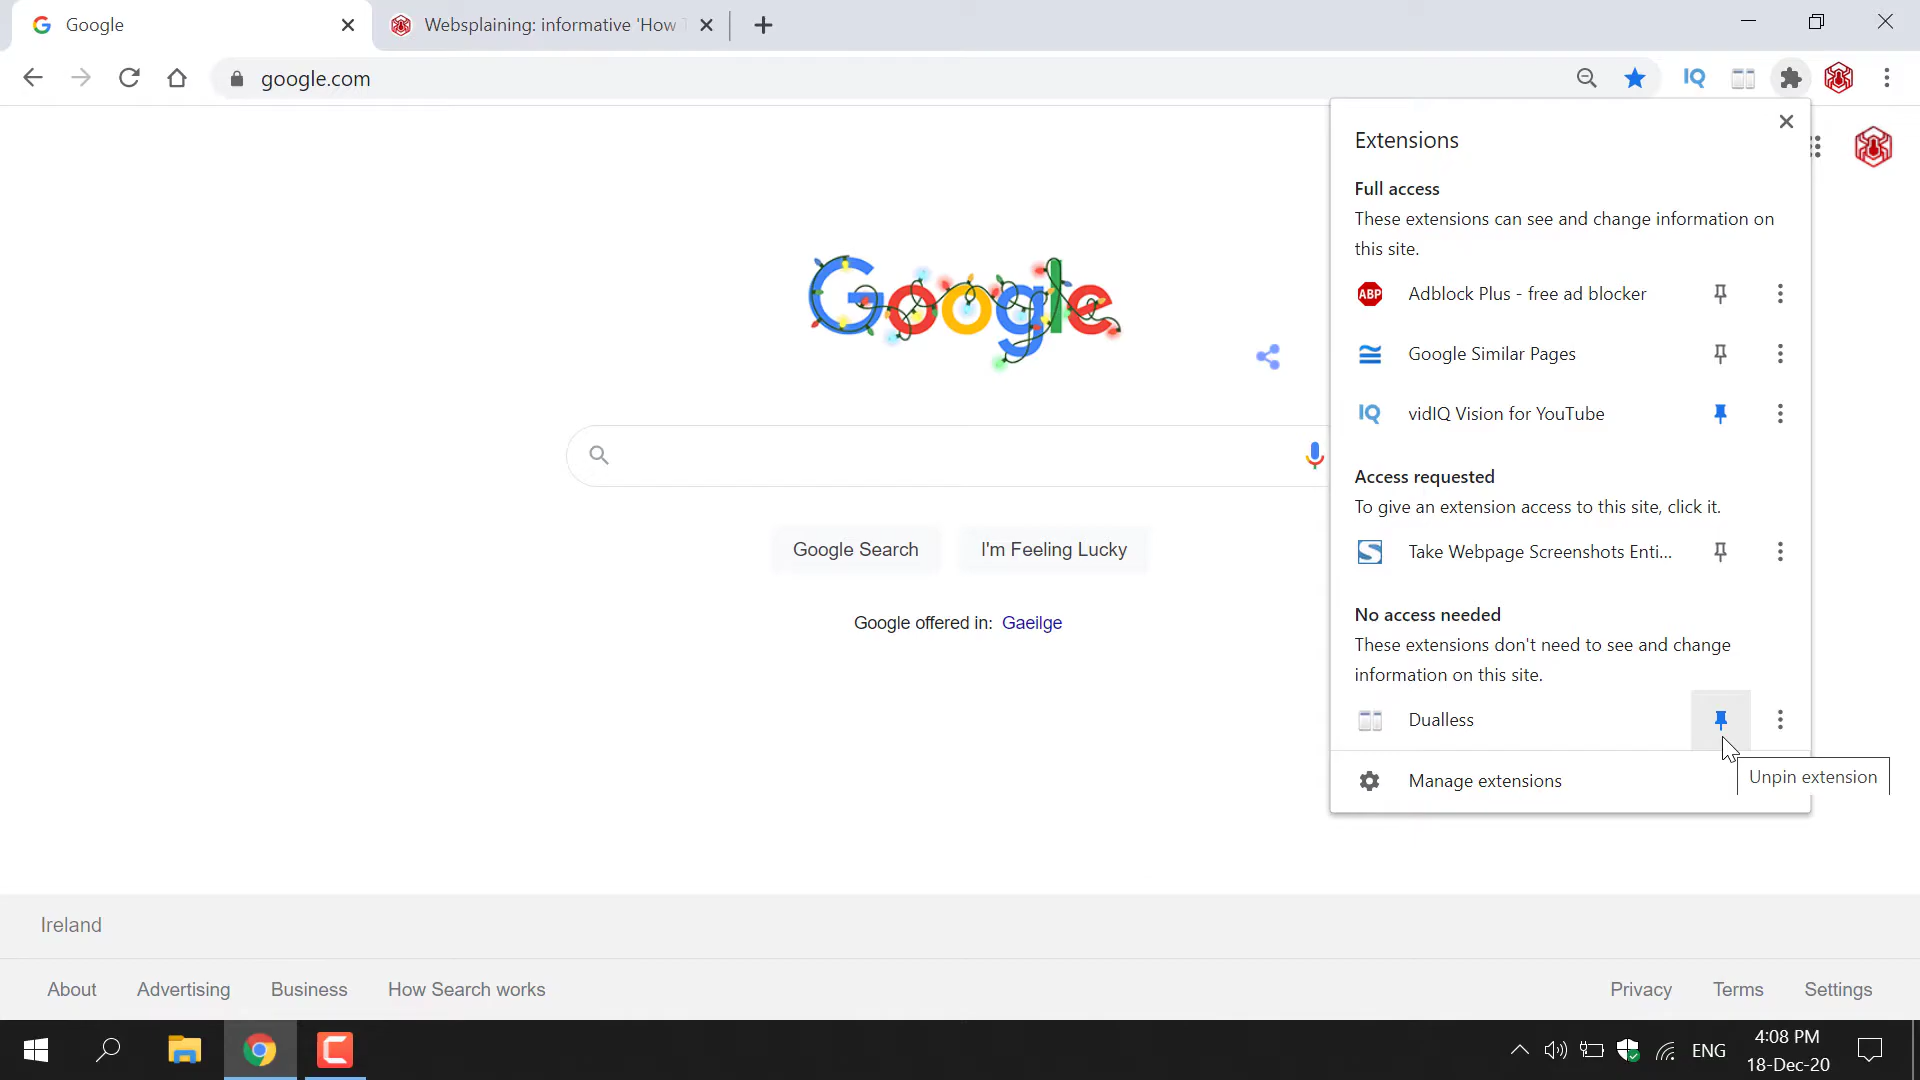 Google
Websplaining: informative 'How
google.com
IQ
Extensions
Full access
These extensions can see and change information on
this site.
ABP Adblock Plus - free ad blocker
Google Similar Pages
IQ vidIQ Vision for YouTube
Access requested
To give an extension access to this site, click it.
S Take Webpage Screenshots Enti...
No access needed
These extensions don't need to see and change
information on this site.
Dualless
Unpin extension
Manage extensions
Google
Google Search
I'm Feeling Lucky
Google offered in: Gaeilge
Ireland
About
Advertising
Business
How Search works
Privacy
Terms
Settings
ENG
4:08 PM
18-Dec-20